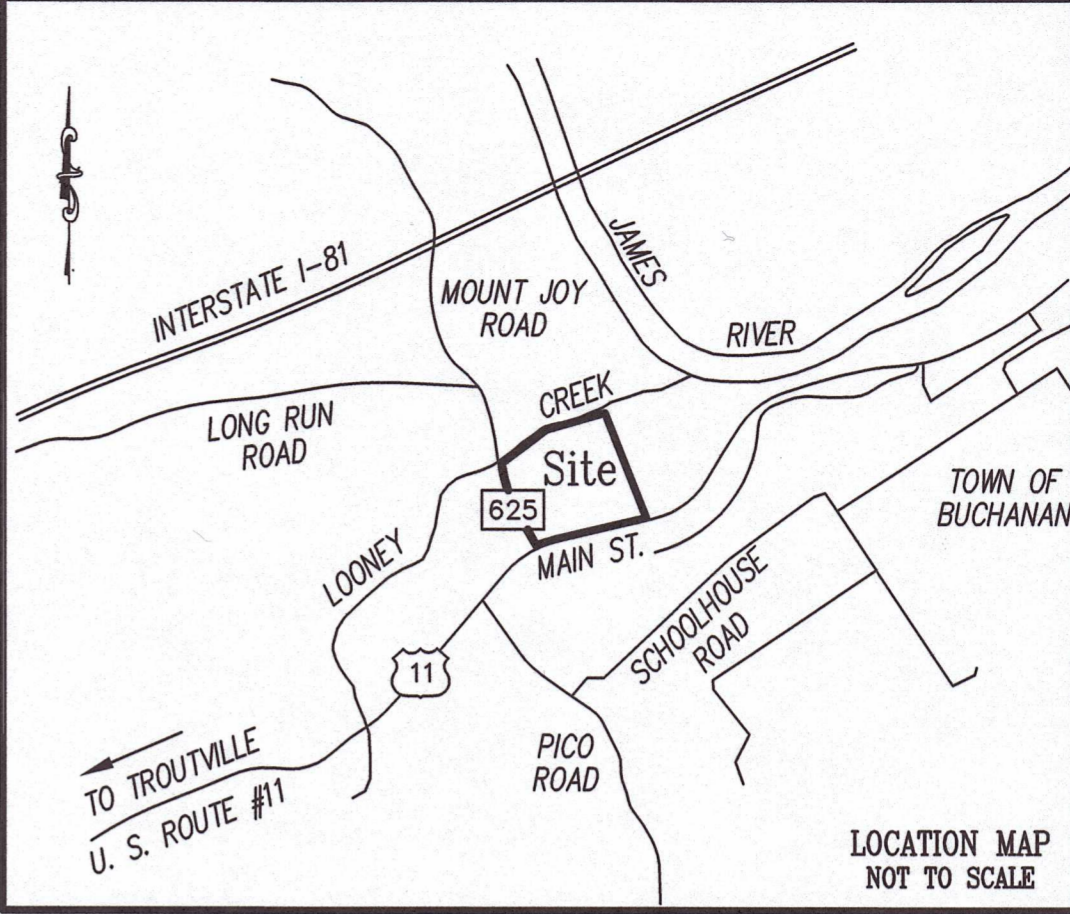 INTERSTATE I-81
MOUNT JOY
ROAD
JAMES
RIVER
LONG RUN
ROAD
CREEK
Site
625
MAIN ST.
LOONEY
TOWN OF
BUCHANAN
SCHOOLHOUSE
ROAD
11
PICO
ROAD
TO TROUTVILLE
U. S. ROUTE #11
LOCATION MAP
NOT TO SCALE